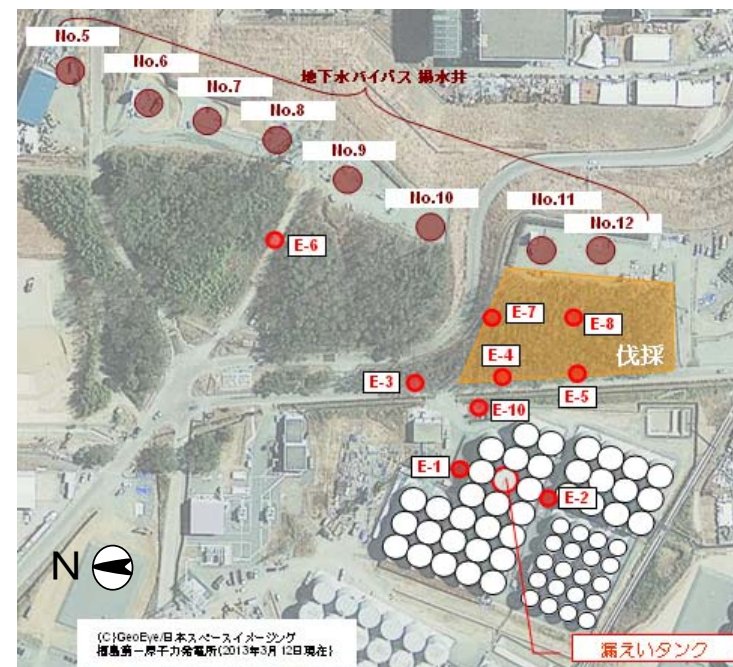 No.5
No.6
No.7
No.8
地下水バイパス 揚水井
No.9
No.10
No.11
No.12
E-6
E-7
E-8
伐採
E-4
E-3
E-5
E-10
E-1
E-2
N
(C)GeoEye/日本スペースイメージング
福島第一原子力発電所(2013年3月12日現在)
漏えいタンク